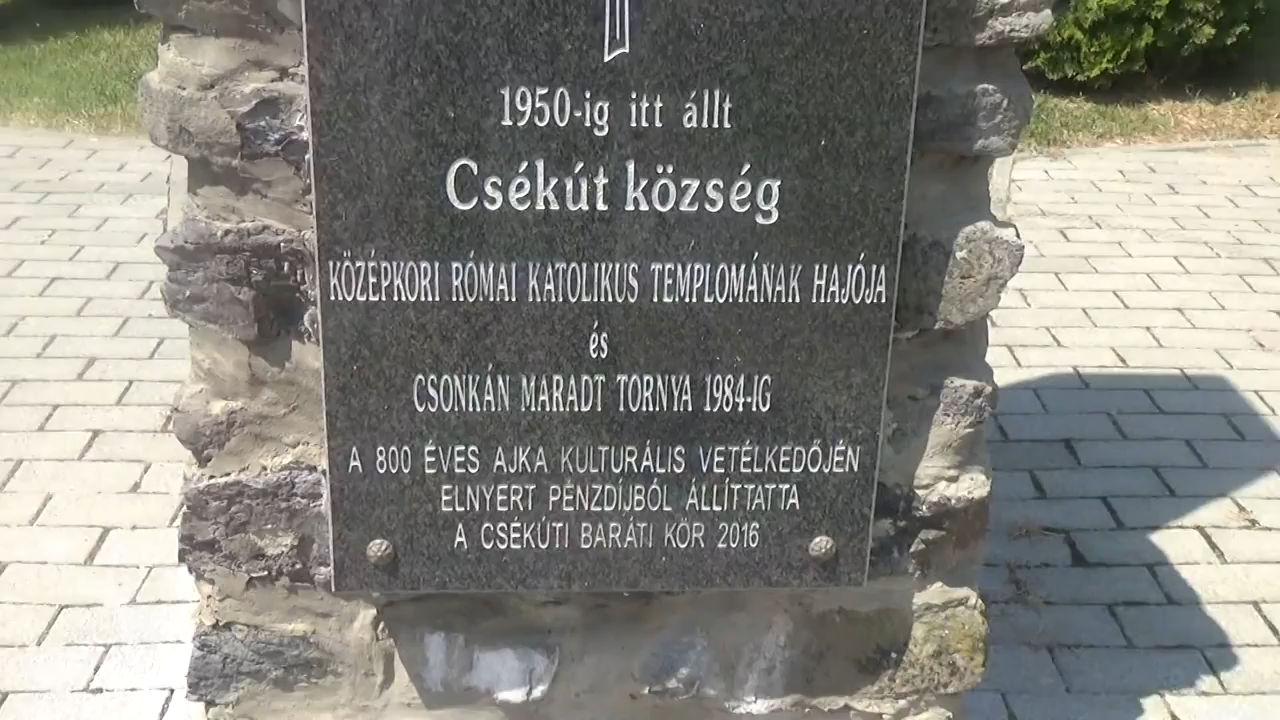 1950-ig itt állt
Csékút község
KÖZÉPKORI RÓMAI KATOLIKUS TEMPLOMÁNAK HAJÓJA
és
CSONKÁN MARADT TORNYA 1984-IG
A 800 ÉVES AJKA KULTURÁLIS VETÉLKEDŐJÉN
ELNYERT PÉNZDÍJBÓL ÁLLÍTTATTA
A CSÉKÚTI BARÁTI KÖR 2016